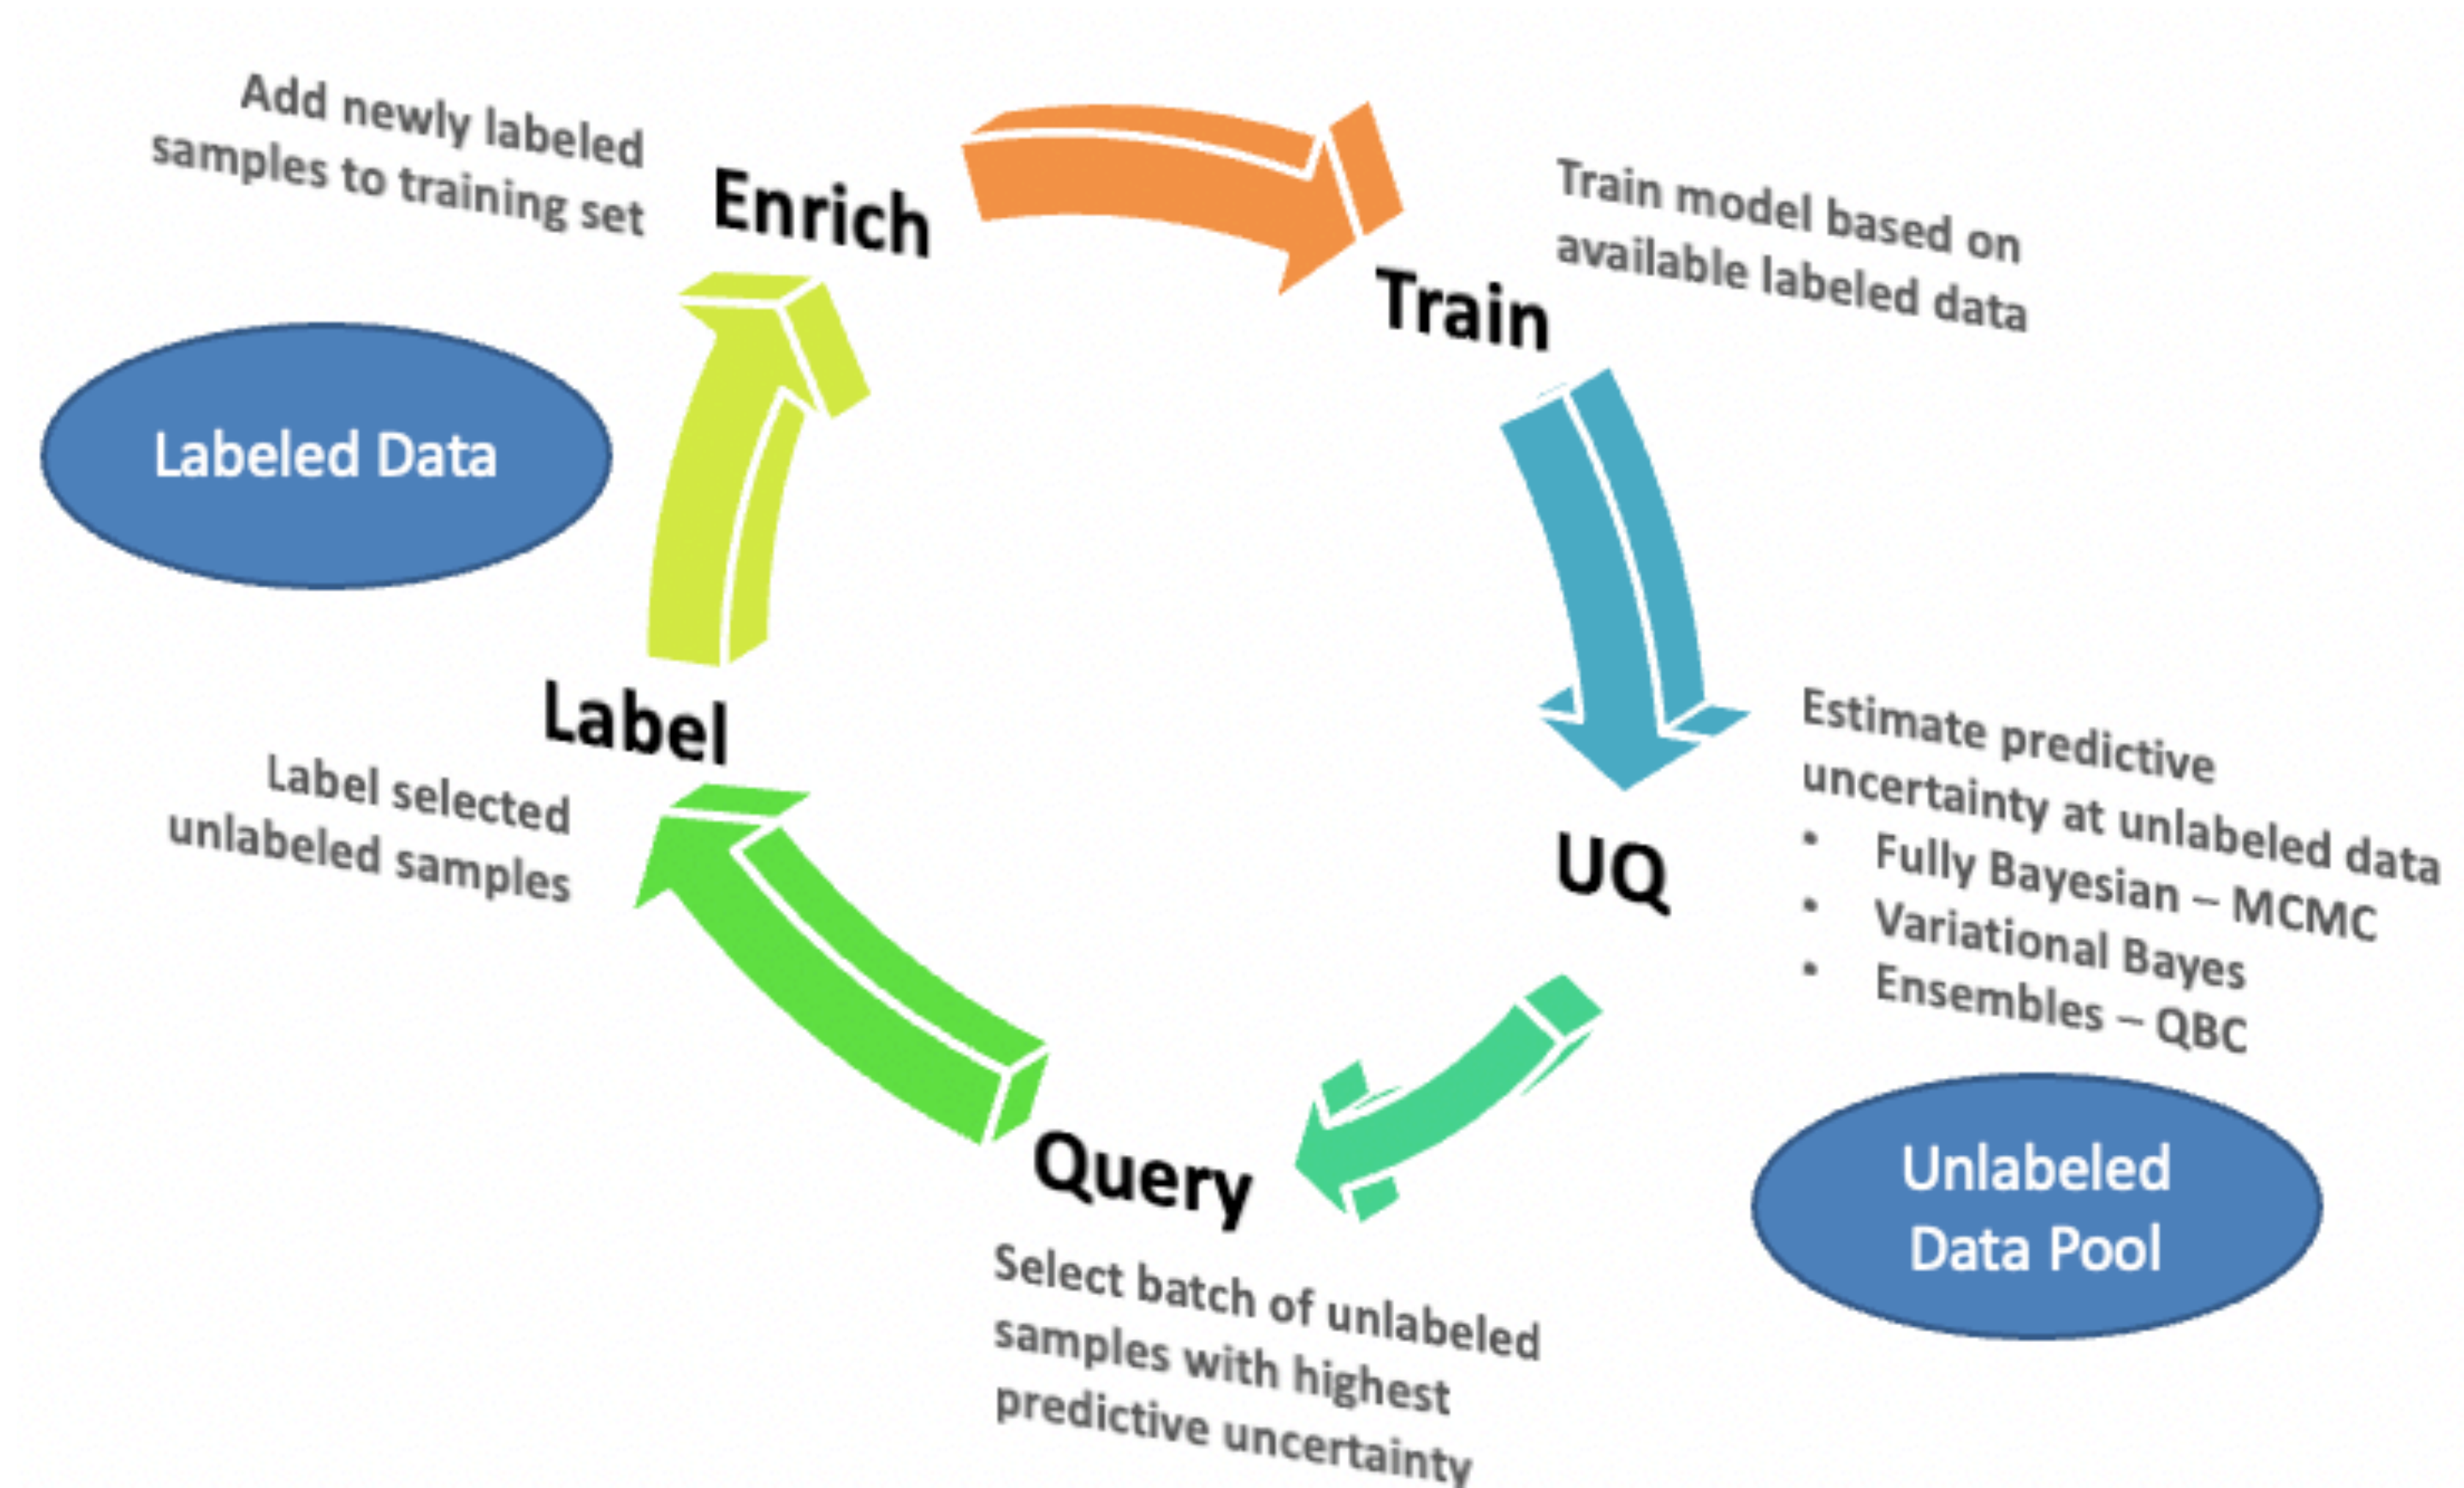 Add newly labeled
samples to training set
Enrich
Train model based on
available labeled data
Train
Labeled Data
Label
Label selected
unlabeled samples
Estimate predictive
uncertainty at unlabeled data
• Fully Bayesian – MCMC
• Variational Bayes
• Ensembles – QBC
UQ
Unlabeled
Data Pool
Query
Select batch of unlabeled
samples with highest
predictive uncertainty